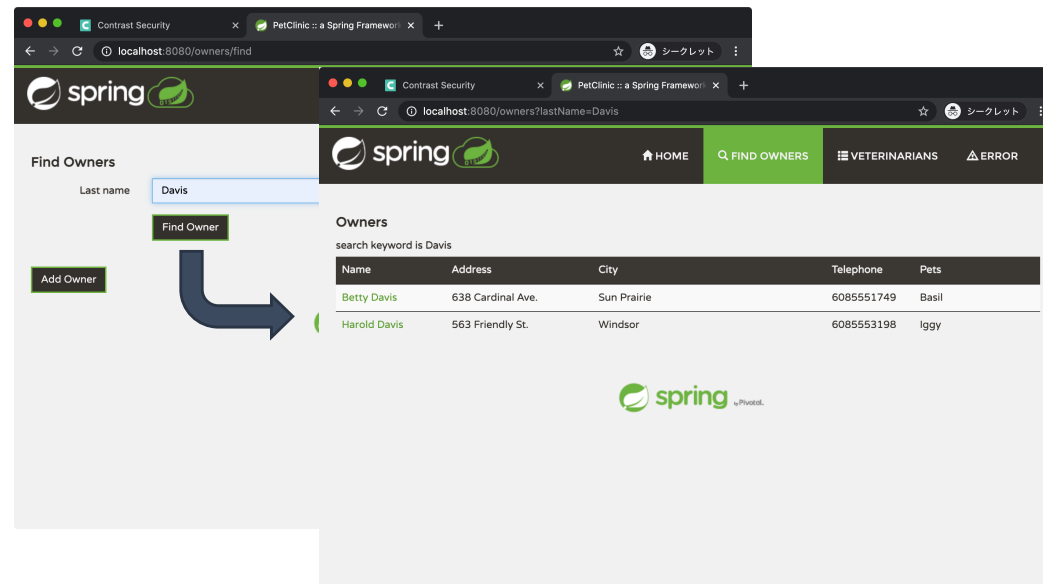 Contrast Security × PetClinic :: a Spring Framework × +
localhost:8080/owners/find シークレット
spring
Find Owners
Last name Davis
Find Owner
Add Owner
Contrast Security × PetClinic :: a Spring Framework × +
localhost:8080/owners?lastName=Davis シークレット
spring HOME FIND OWNERS VETERINARIANS ERROR
Owners
search keyword is Davis
Name Address City Telephone Pets
Betty Davis 638 Cardinal Ave. Sun Prairie 6085551749 Basil
Harold Davis 563 Friendly St. Windsor 6085553198 Iggy
spring by Pivotal.